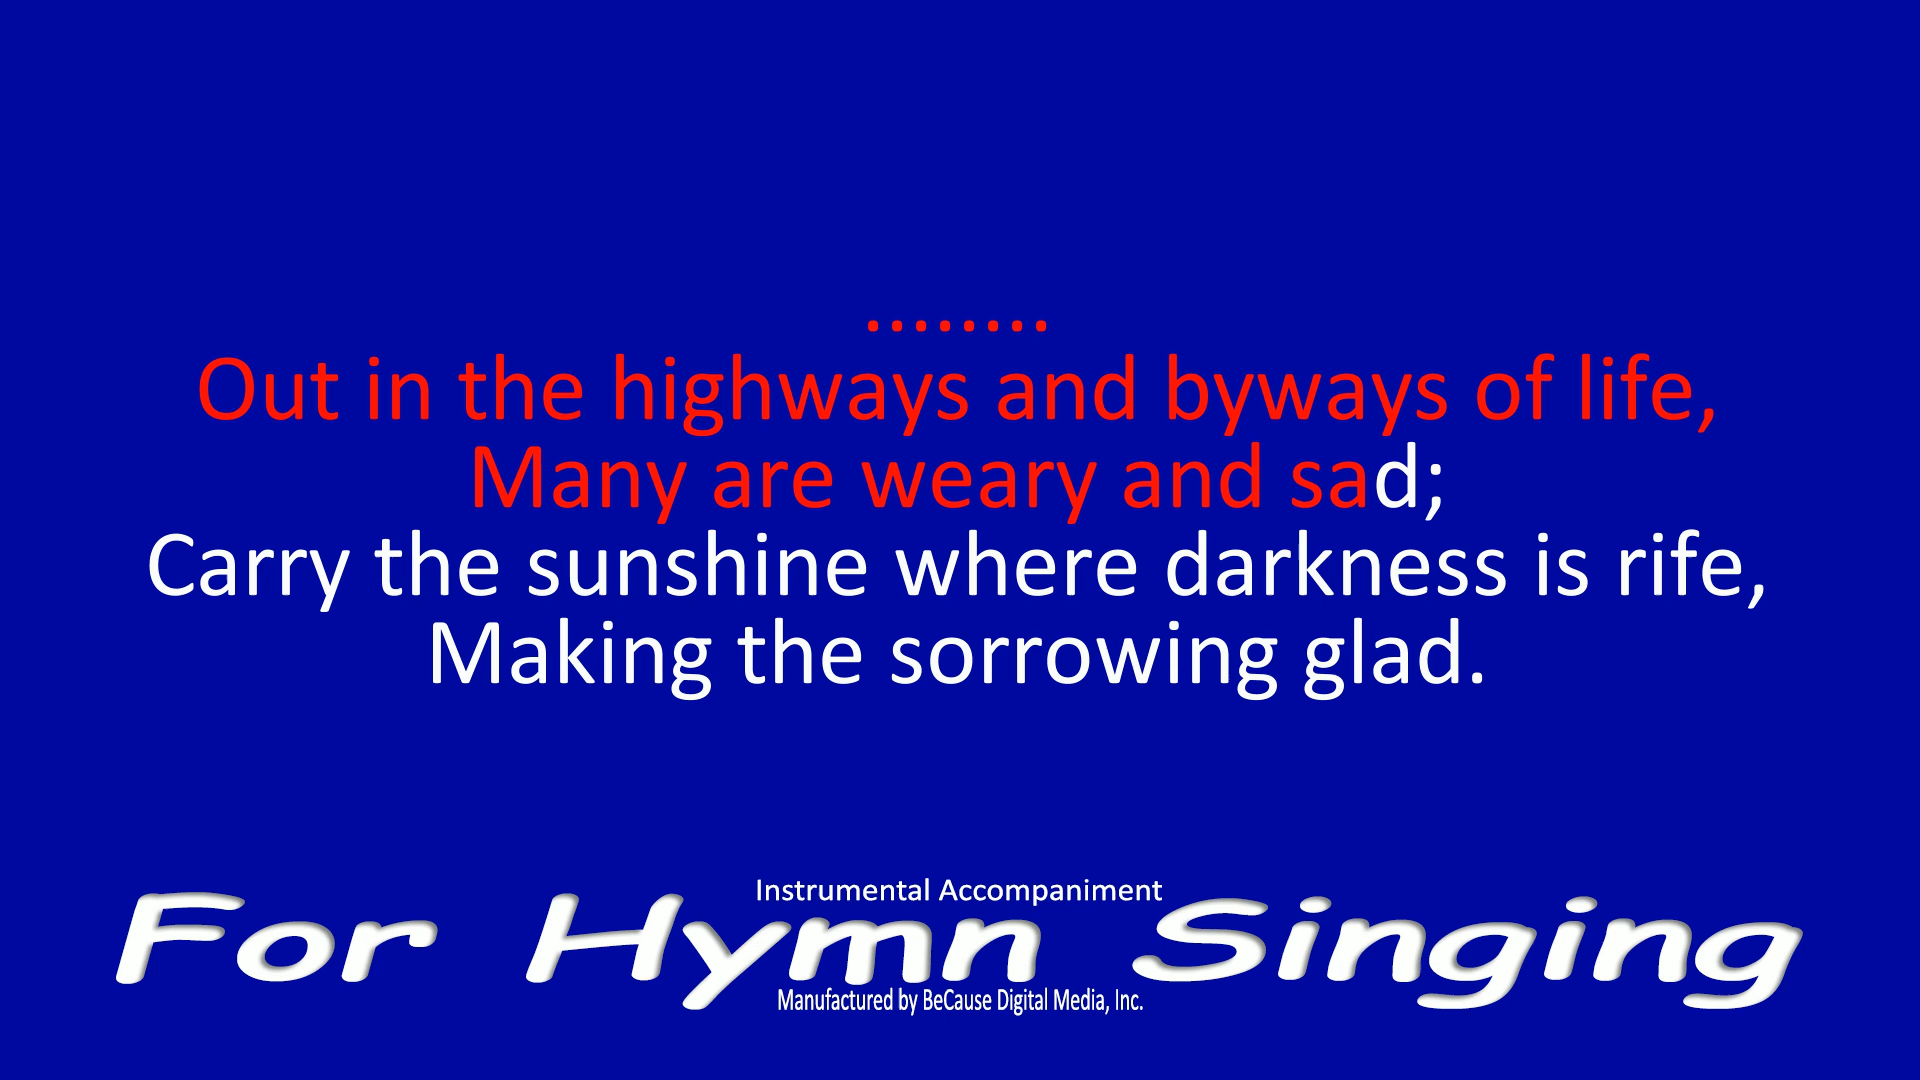 ........
Out in the highways and byways of life,
Many are weary and sad;
Carry the sunshine where darkness is rife,
Making the sorrowing glad.
Instrumental Accompaniment
For Hymn Singing
Manufactured by BeCause Digital Media, Inc.